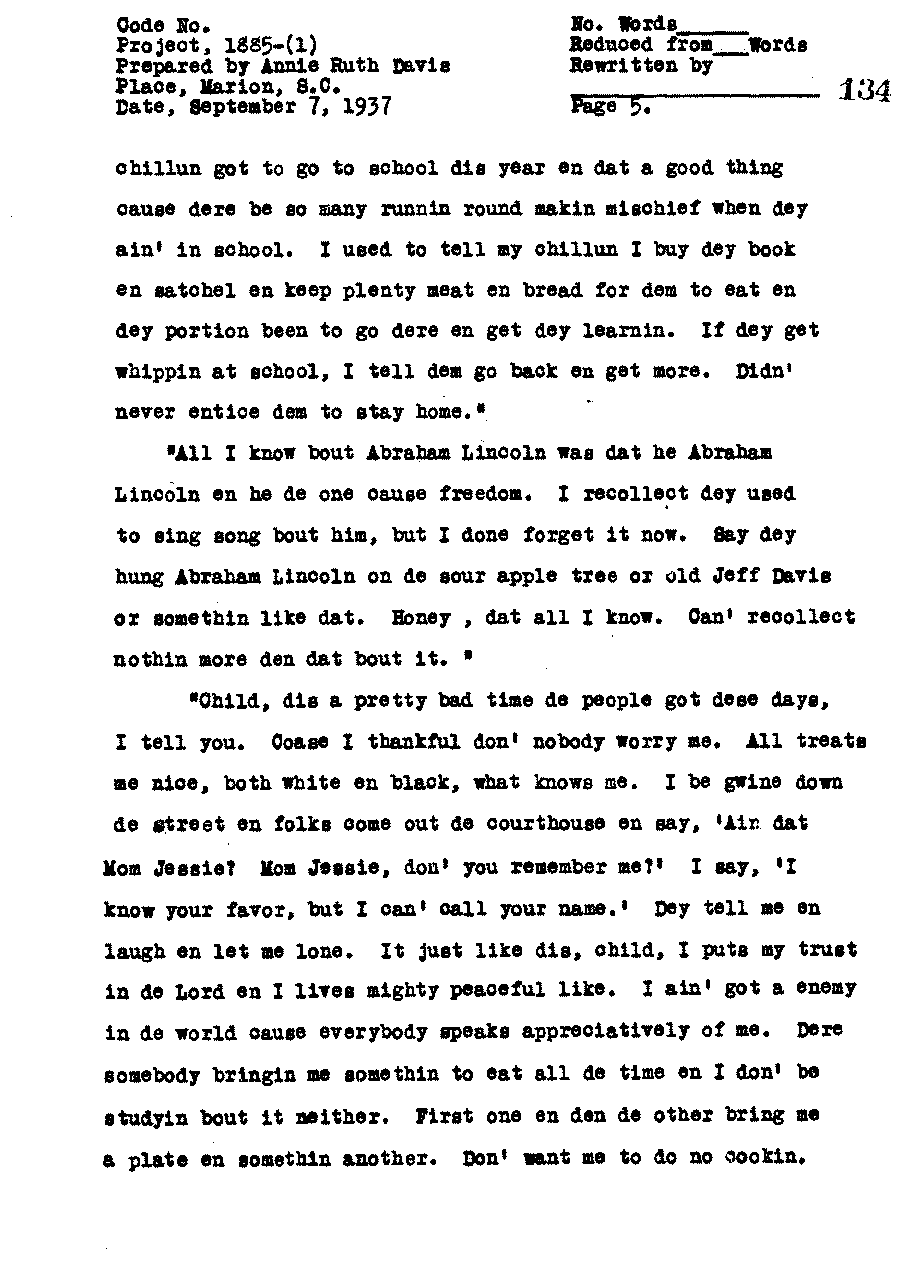 Code No.
Project, 1885-(1)
Prepared by Annie Ruth Davis
Place, Marion, S.C.
Date, September 7, 1937
No. Words______
Reduced from___Words
Rewritten by
____________________
Page 5.
134
chillun got to go to school dis year en dat a good thing
cause dere be so many runnin round makin mischief when dey
ain' in school. I used to tell my chillun I buy dey book
en satchel en keep plenty meat en bread for dem to eat en
dey portion been to go dere en get dey learnin. If dey get
whippin at school, I tell dem go back en get more. Didn'
never entice dem to stay home."
"All I know bout Abraham Lincoln was dat he Abraham
Lincoln en he de one cause freedom. I recollect dey used
to sing song bout him, but I done forget it now. Say dey
hung Abraham Lincoln on de sour apple tree or old Jeff Davis
or somethin like dat. Honey , dat all I know. Can' recollect
nothin more den dat bout it. "
"Child, dis a pretty bad time de people got dese days,
I tell you. Coase I thankful don' nobody worry me. All treats
me nice, both white en black, what knows me. I be gwine down
de street en folks come out de courthouse en say, 'Ain dat
Mom Jessie? Mom Jessie, don' you remember me?' I say, 'I
know your favor, but I can' call your name.' Dey tell me en
laugh en let me lone. It just like dis, child, I puts my trust
in de Lord en I lives mighty peaceful like. I ain' got a enemy
in de world cause everybody speaks appreciatively of me. Dere
somebody bringin me somethin to eat all de time en I don' be
studyin bout it neither. First one en den de other bring me
a plate en somethin another. Don' want me to do no cookin.